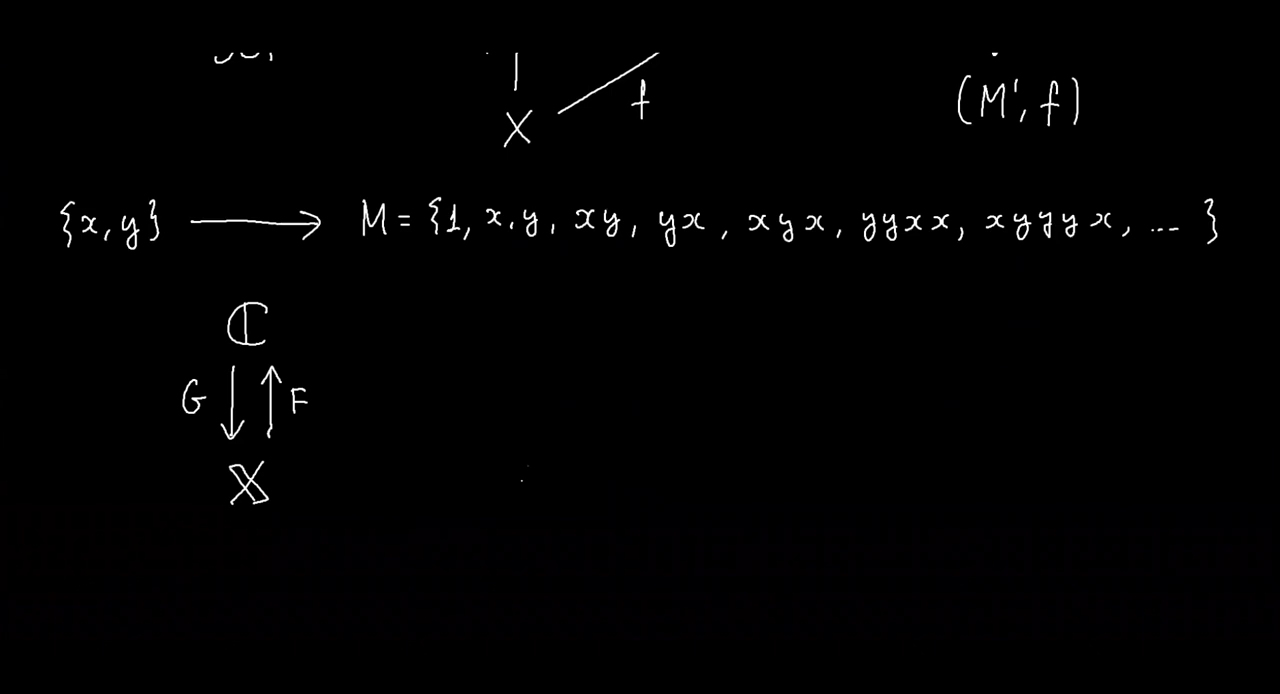 f
X
(M', f)
{x, y} ⟶ M = {1, x, y, xy, yx, xyx, yyxx, xyyyx, ... }
ℂ
G ↓ ↑ F
𝕏